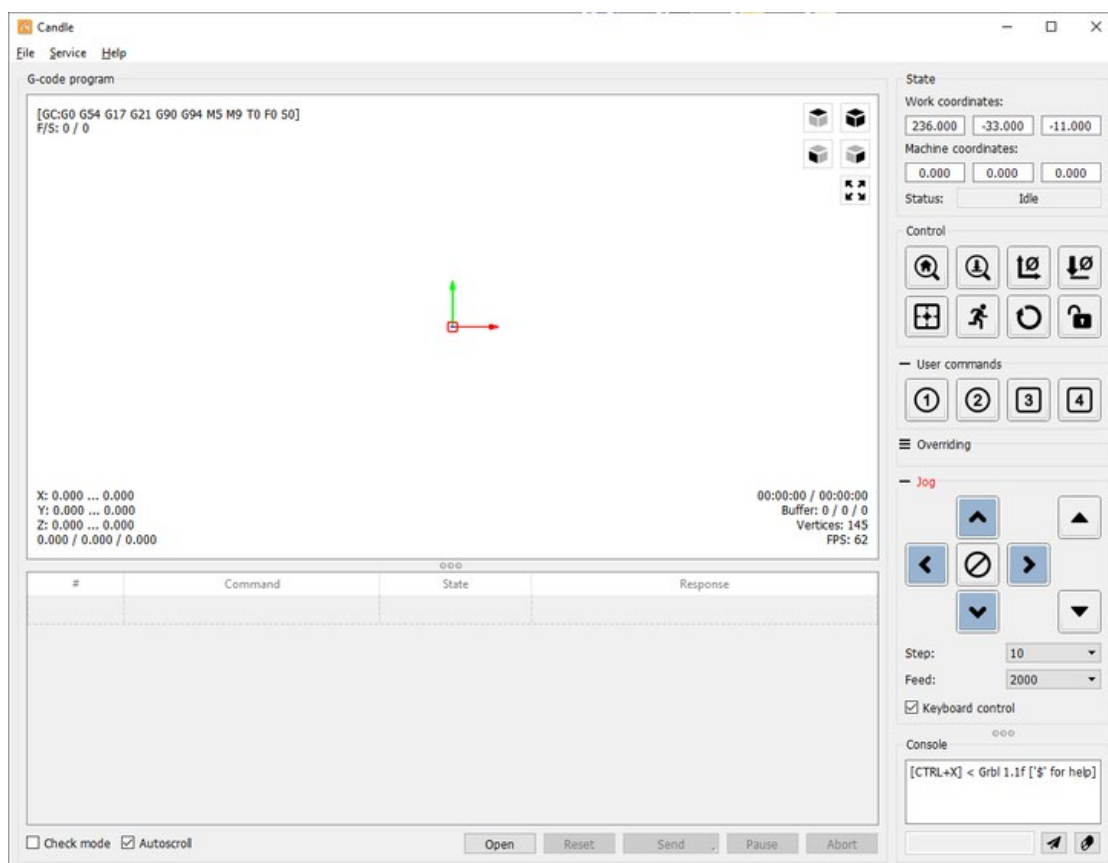 Candle
File Service Help
G-code program
[GC:G0 G54 G17 G21 G90 G94 M5 M9 T0 F0 S0]
F/S: 0 / 0
X: 0.000 ... 0.000
Y: 0.000 ... 0.000
Z: 0.000 ... 0.000
0.000 / 0.000 / 0.000
00:00:00 / 00:00:00
Buffer: 0 / 0 / 0
Vertices: 145
FPS: 62
# Command State Response
Check mode Autoscroll Open Reset Send Pause Abort
State
Work coordinates:
236.000 -33.000 -11.000
Machine coordinates:
0.000 0.000 0.000
Status: Idle
Control
User commands
1 2 3 4
Overriding
Jog
Step: 10
Feed: 2000
Keyboard control
Console
[CTRL+X] < Grbl 1.1f ['$' for help]